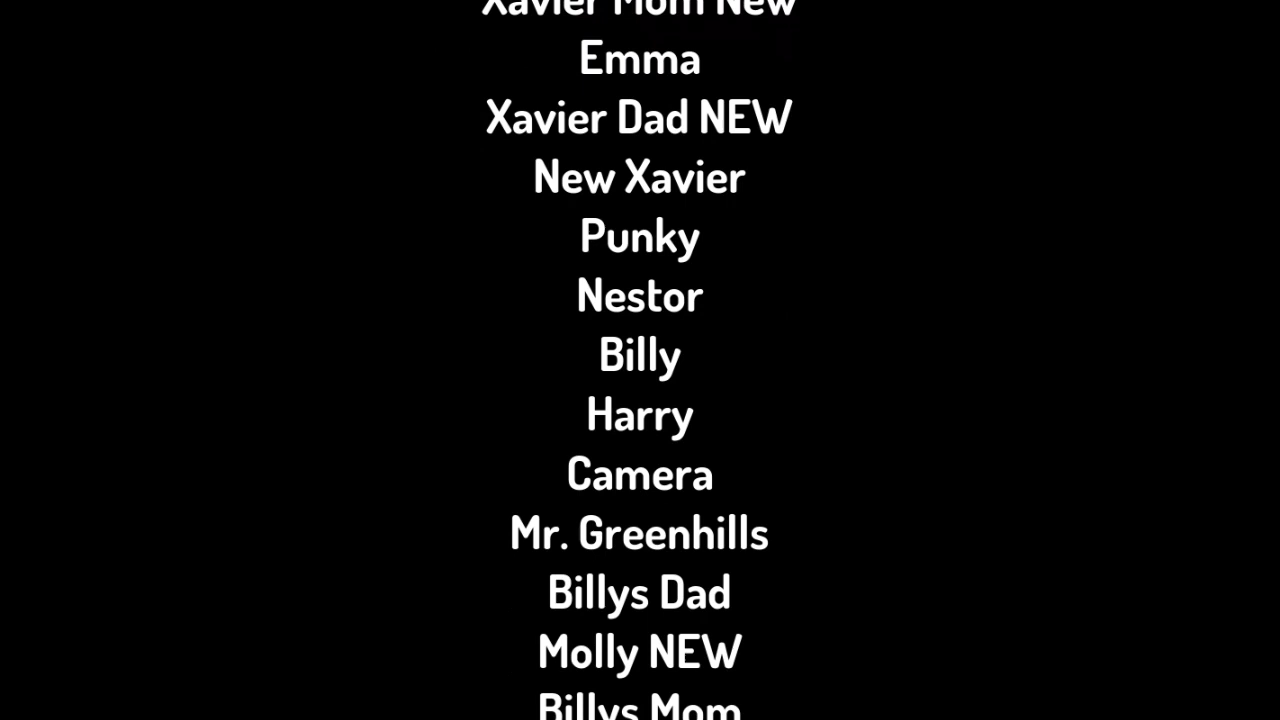 Xavier Mom New
Emma
Xavier Dad NEW
New Xavier
Punky
Nestor
Billy
Harry
Camera
Mr. Greenhills
Billys Dad
Molly NEW
Billys Mom